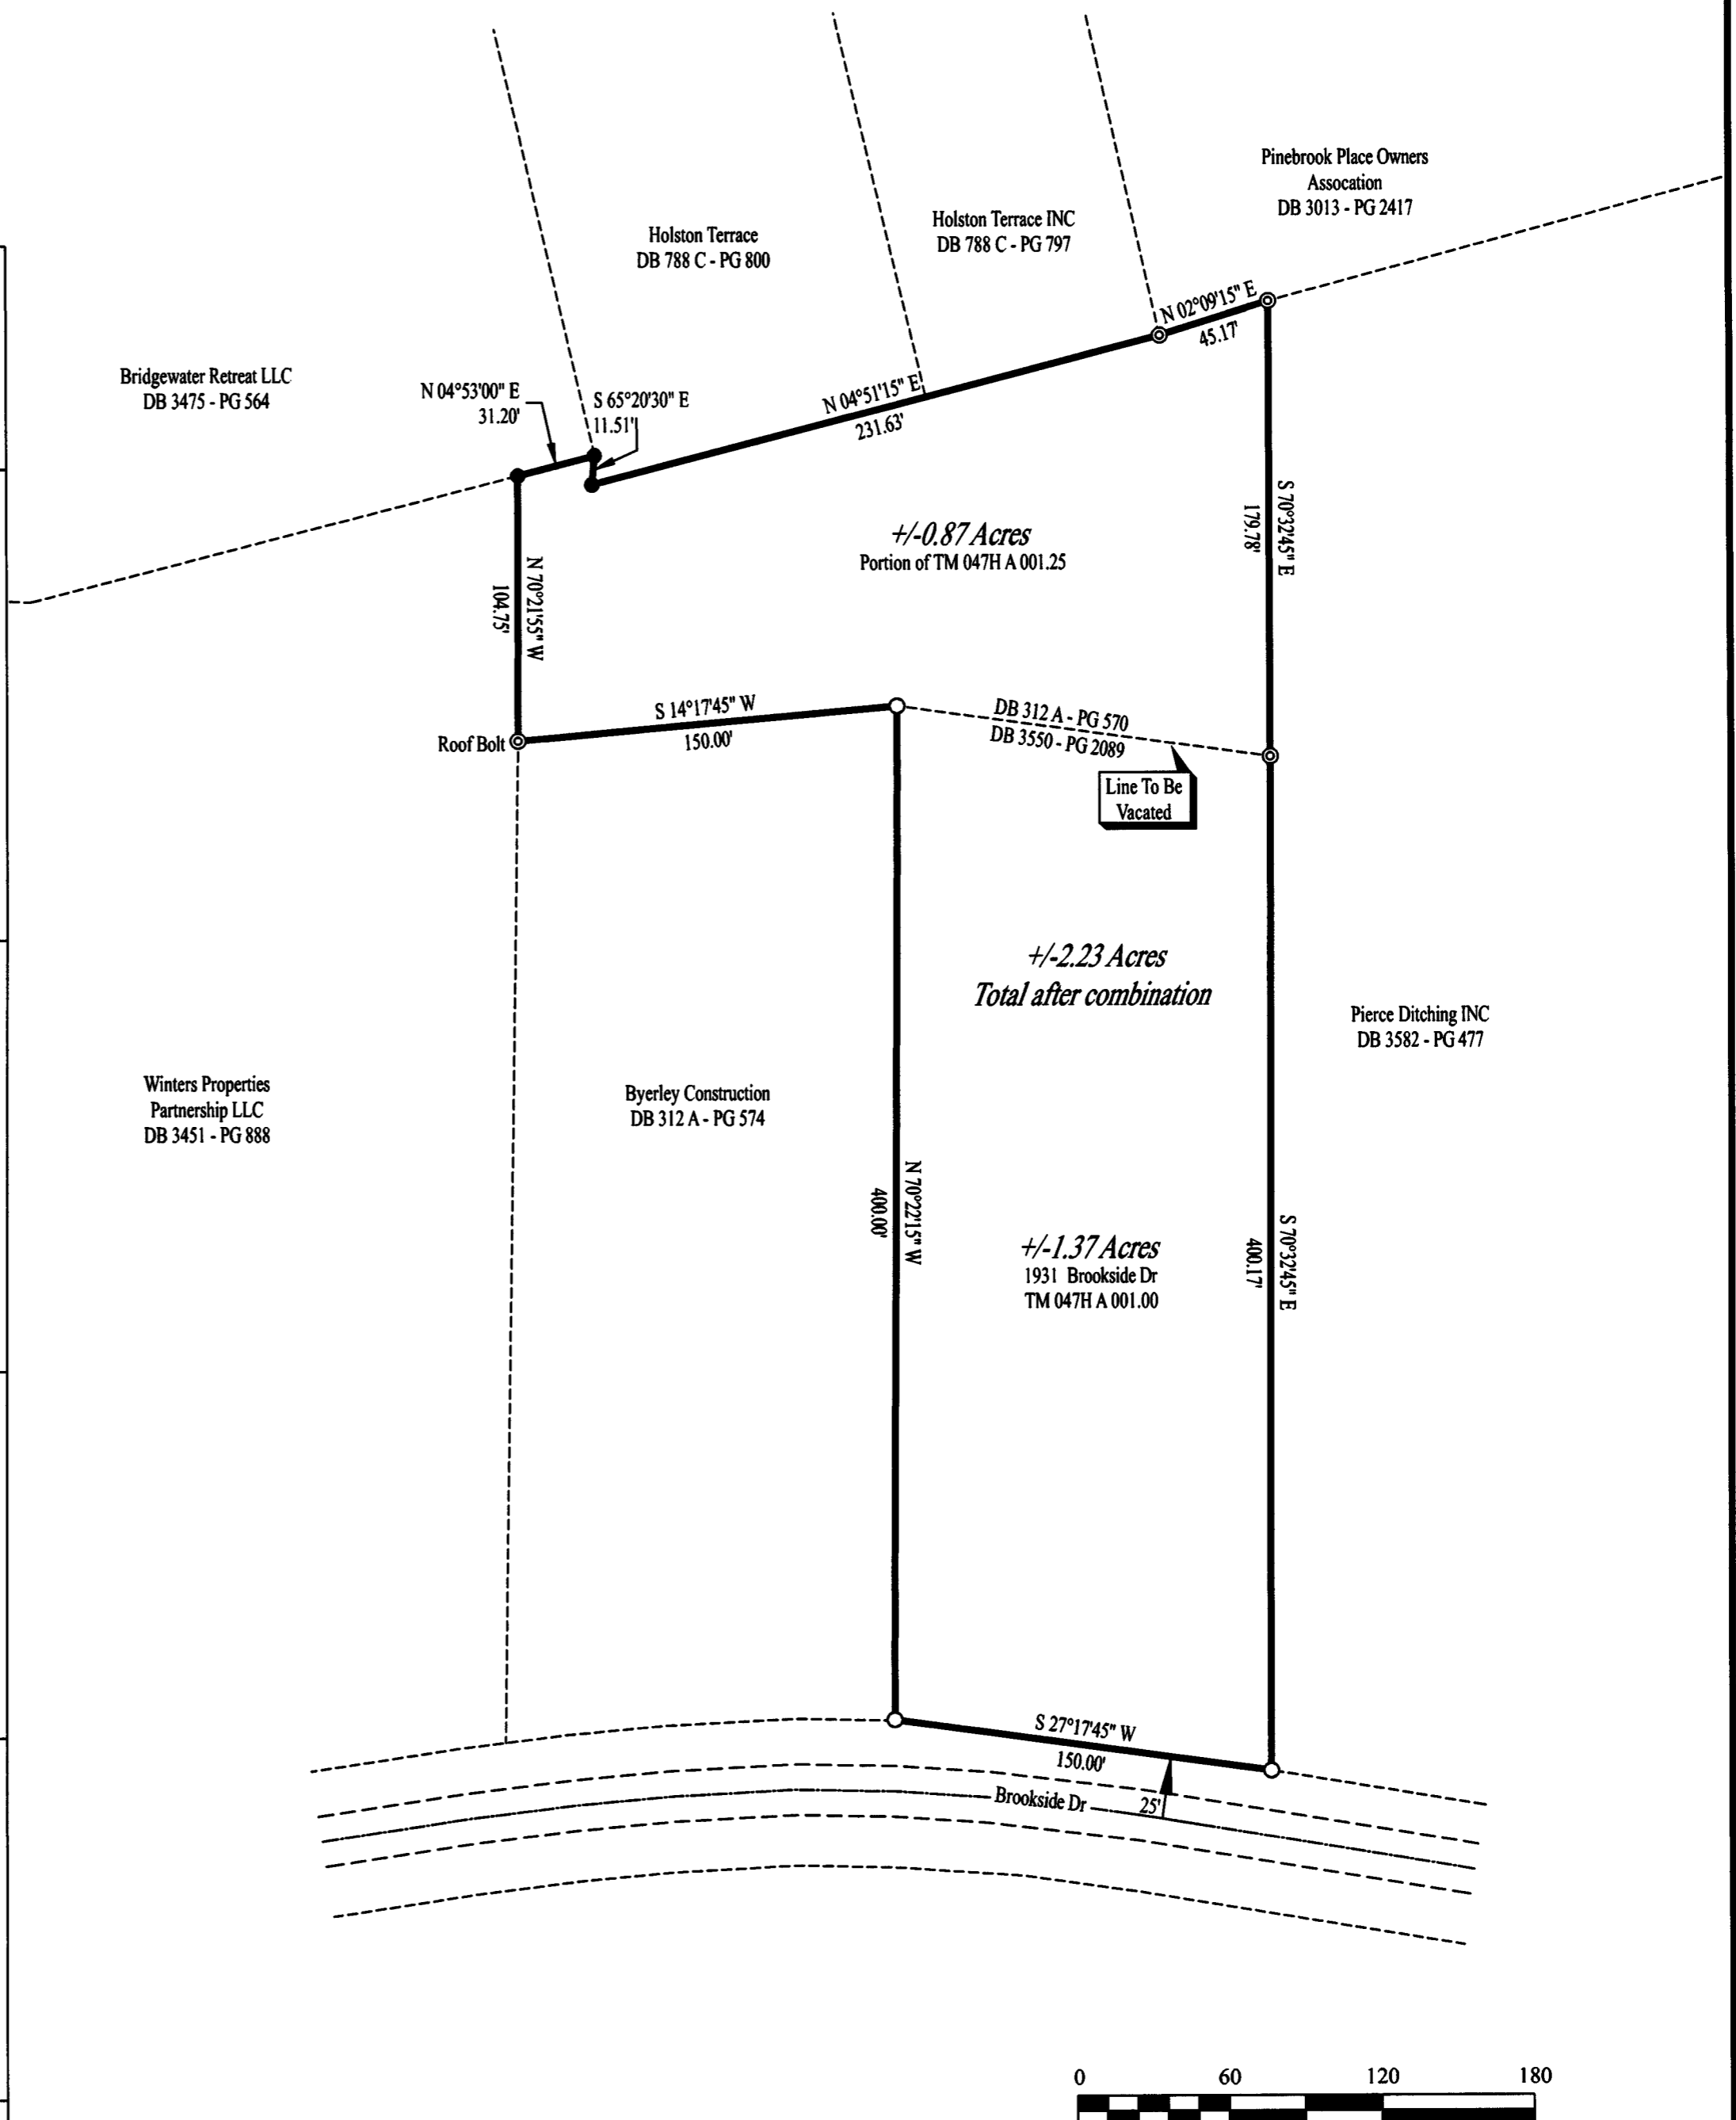 Pinebrook Place Owners
Assocation
DB 3013 - PG 2417
Holston Terrace INC
DB 788 C - PG 797
Holston Terrace
DB 788 C - PG 800
N 02°09'15" E
45.17'
Bridgewater Retreat LLC
DB 3475 - PG 564
N 04°53'00" E
31.20'
S 65°20'30" E
11.51'
N 04°51'15" E
231.63'
+/-0.87 Acres
Portion of TM 047H A 001.25
S 70°32'45" E
179.78'
N 70°21'55" W
104.75'
S 14°17'45" W
150.00'
Roof Bolt
DB 312 A - PG 570
DB 3550 - PG 2089
Line To Be
Vacated
+/-2.23 Acres
Total after combination
Pierce Ditching INC
DB 3582 - PG 477
Winters Properties
Partnership LLC
DB 3451 - PG 888
Byerley Construction
DB 312 A - PG 574
N 70°22'15" W
400.00'
+/-1.37 Acres
1931 Brookside Dr
TM 047H A 001.00
S 70°32'45" E
400.17'
S 27°17'45" W
150.00'
Brookside Dr
25'
0 60 120 180